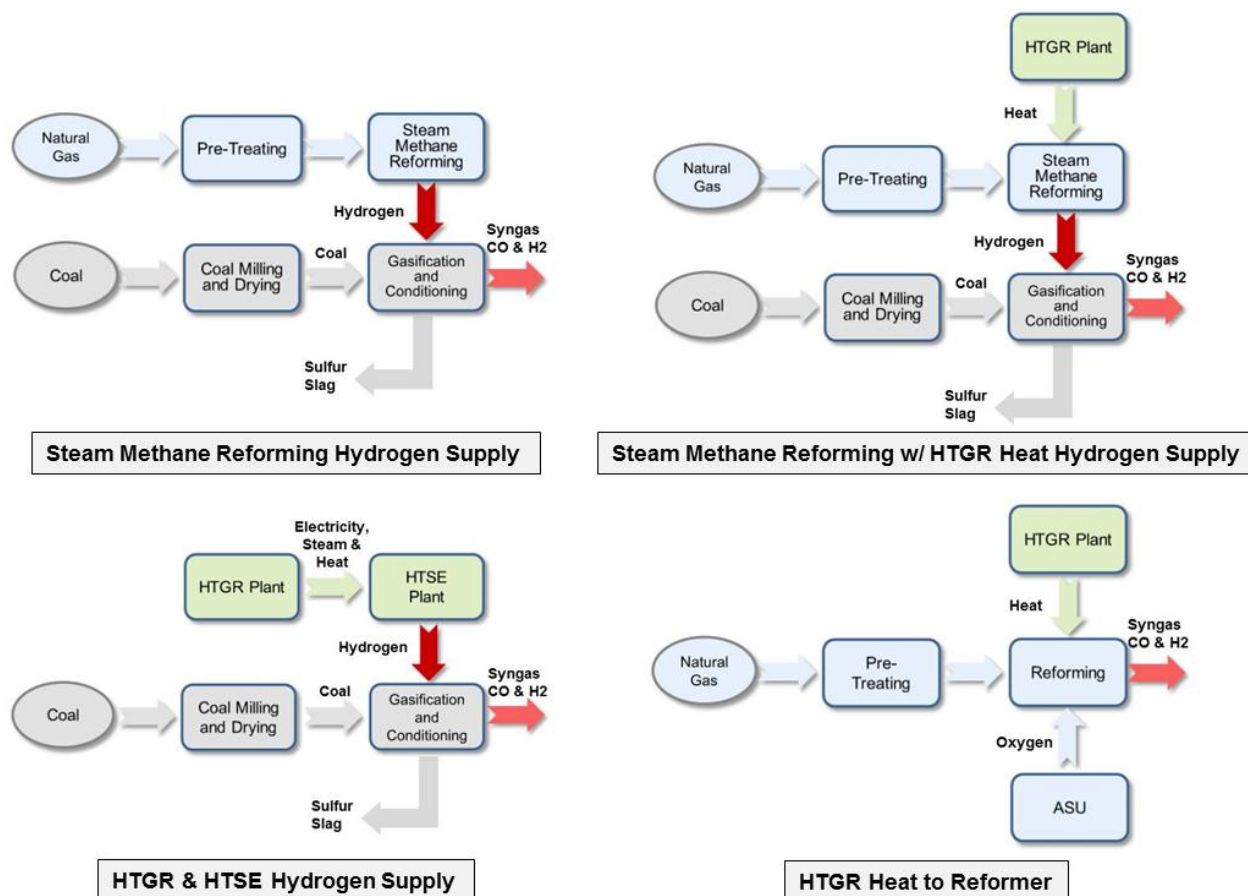 Natural
Gas
Pre-Treating
Steam
Methane
Reforming
Hydrogen
Syngas
CO & H2
Coal
Coal Milling
and Drying
Coal
Gasification
and
Conditioning
Sulfur
Slag
Steam Methane Reforming Hydrogen Supply
HTGR Plant
Heat
Natural
Gas
Pre-Treating
Steam
Methane
Reforming
Hydrogen
Syngas
CO & H2
Coal
Coal Milling
and Drying
Coal
Gasification
and
Conditioning
Sulfur
Slag
Steam Methane Reforming w/ HTGR Heat Hydrogen Supply
Electricity,
Steam &
Heat
HTGR Plant
HTSE
Plant
Hydrogen
Syngas
CO & H2
Coal
Coal Milling
and Drying
Coal
Gasification
and
Conditioning
Sulfur
Slag
HTGR & HTSE Hydrogen Supply
HTGR Plant
Heat
Syngas
CO & H2
Natural
Gas
Pre-
Treating
Reforming
Oxygen
ASU
HTGR Heat to Reformer